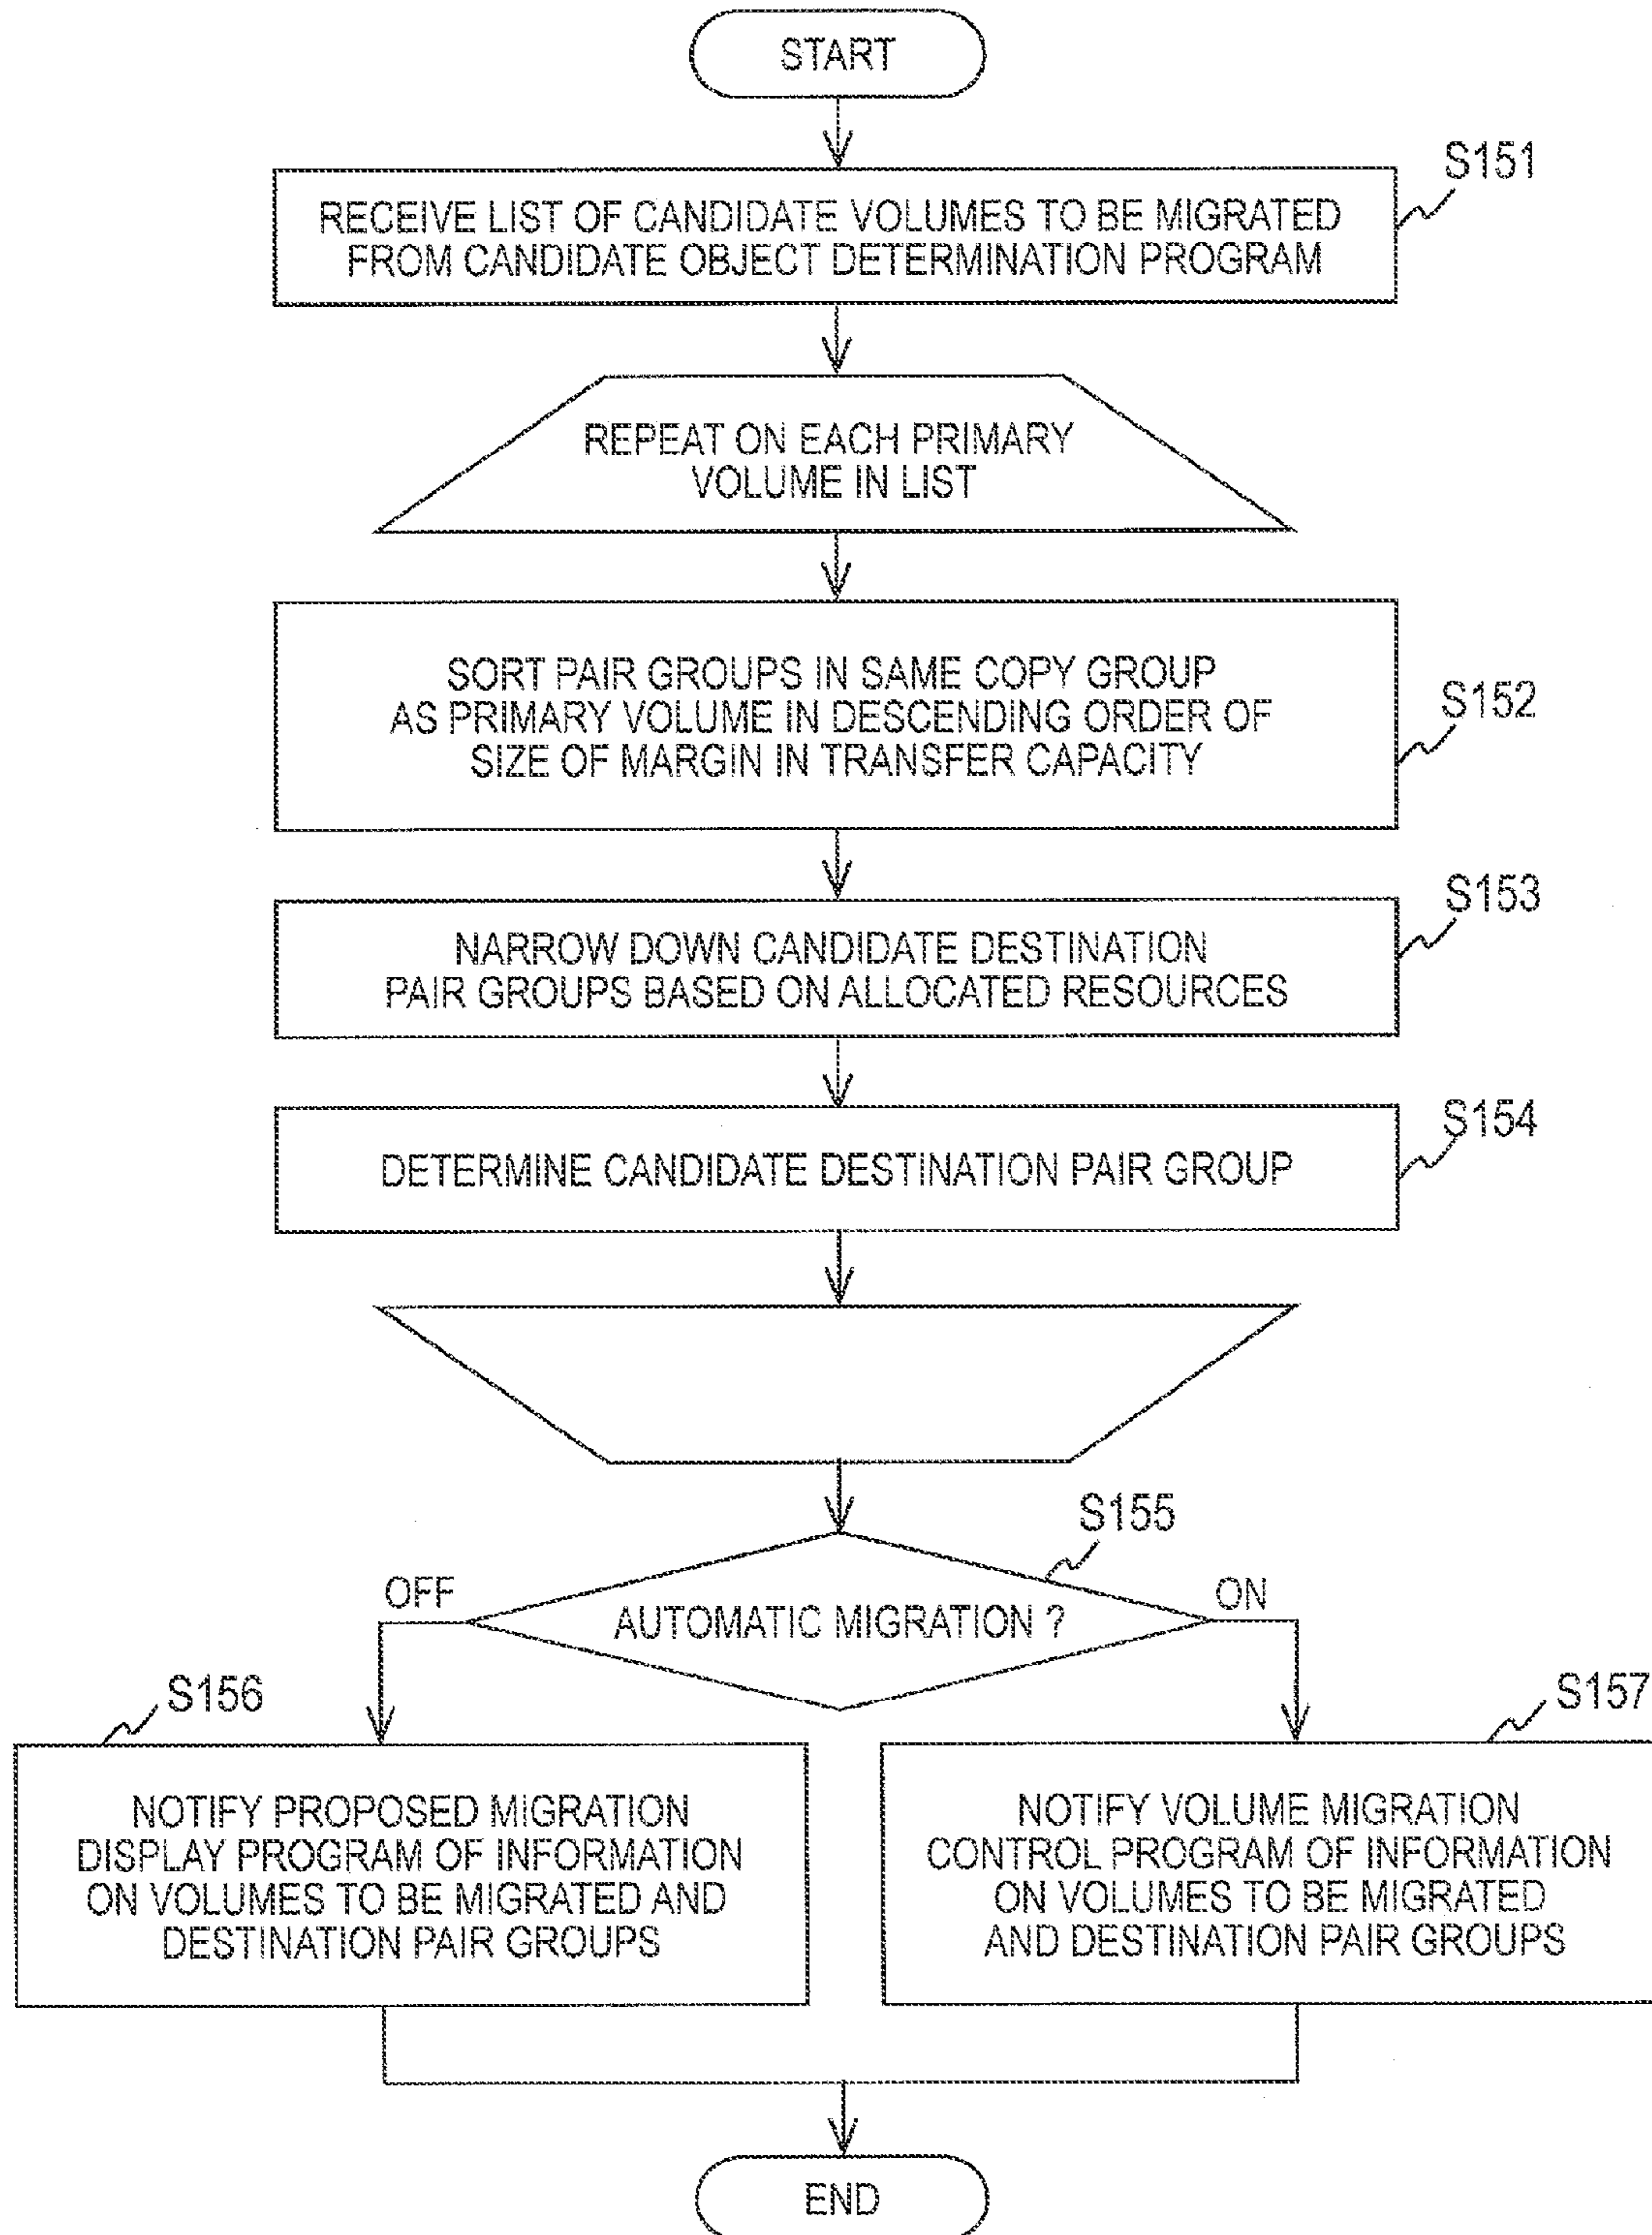 START
S151
RECEIVE LIST OF CANDIDATE VOLUMES TO BE MIGRATED
FROM CANDIDATE OBJECT DETERMINATION PROGRAM
REPEAT ON EACH PRIMARY
VOLUME IN LIST
SORT PAIR GROUPS IN SAME COPY GROUP
AS PRIMARY VOLUME IN DESCENDING ORDER OF
SIZE OF MARGIN IN TRANSFER CAPACITY
S152
S153
NARROW DOWN CANDIDATE DESTINATION
PAIR GROUPS BASED ON ALLOCATED RESOURCES
S154
DETERMINE CANDIDATE DESTINATION PAIR GROUP
S155
OFF
AUTOMATIC MIGRATION ?
ON
S156
NOTIFY PROPOSED MIGRATION
DISPLAY PROGRAM OF INFORMATION
ON VOLUMES TO BE MIGRATED AND
DESTINATION PAIR GROUPS
S157
NOTIFY VOLUME MIGRATION
CONTROL PROGRAM OF INFORMATION
ON VOLUMES TO BE MIGRATED
AND DESTINATION PAIR GROUPS
END